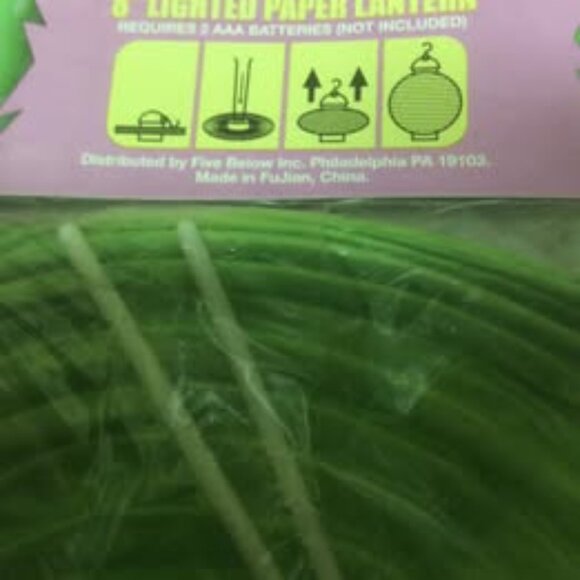 8" LIGHTED PAPER LANTERN
REQUIRES 2 AAA BATTERIES (NOT INCLUDED)
Distributed by Five Below Inc. Philadelphia PA 19103.
Made in FuJian, China.